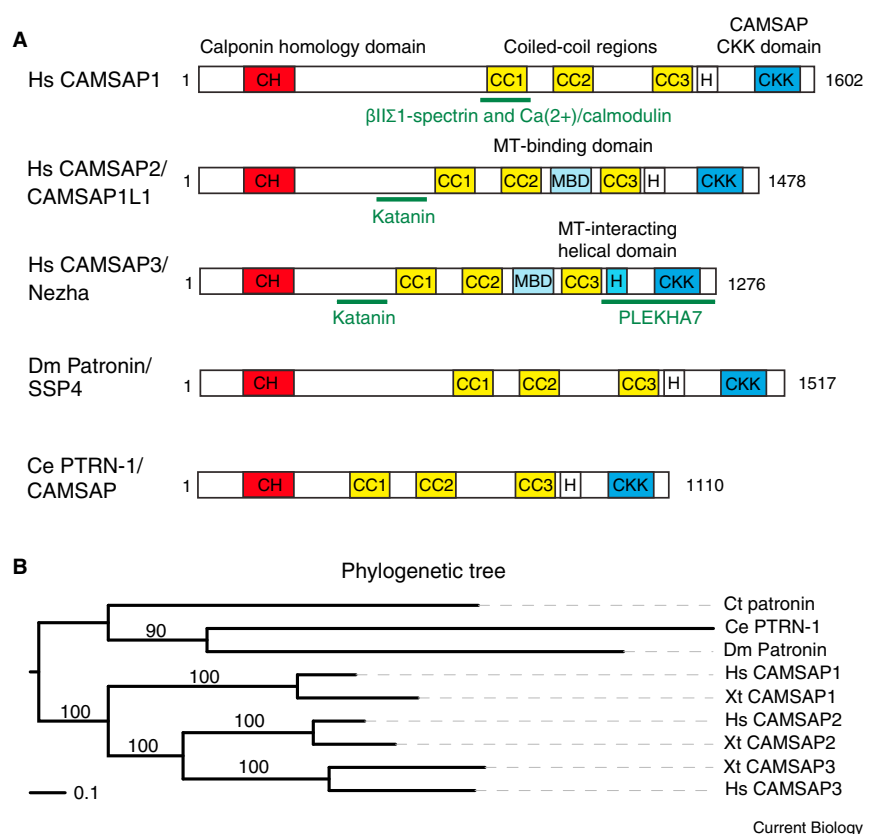 A
Calponin homology domain
Coiled-coil regions
CAMSAP
CKK domain
Hs CAMSAP1
1
CH
CC1
CC2
CC3
H
CKK
1602
βIIΣ1-spectrin and Ca(2+)/calmodulin
MT-binding domain
Hs CAMSAP2/
CAMSAP1L1
1
CH
CC1
CC2
MBD
CC3
H
CKK
1478
Katanin
MT-interacting
helical domain
Hs CAMSAP3/
Nezha
1
CH
CC1
CC2
MBD
CC3
H
CKK
1276
Katanin
PLEKHA7
Dm Patronin/
SSP4
1
CH
CC1
CC2
CC3
H
CKK
1517
Ce PTRN-1/
CAMSAP
1
CH
CC1
CC2
CC3
H
CKK
1110
B
Phylogenetic tree
Ct patronin
90
Ce PTRN-1
Dm Patronin
100
Hs CAMSAP1
Xt CAMSAP1
100
100
Hs CAMSAP2
100
Xt CAMSAP2
100
Xt CAMSAP3
Hs CAMSAP3
0.1
Current Biology